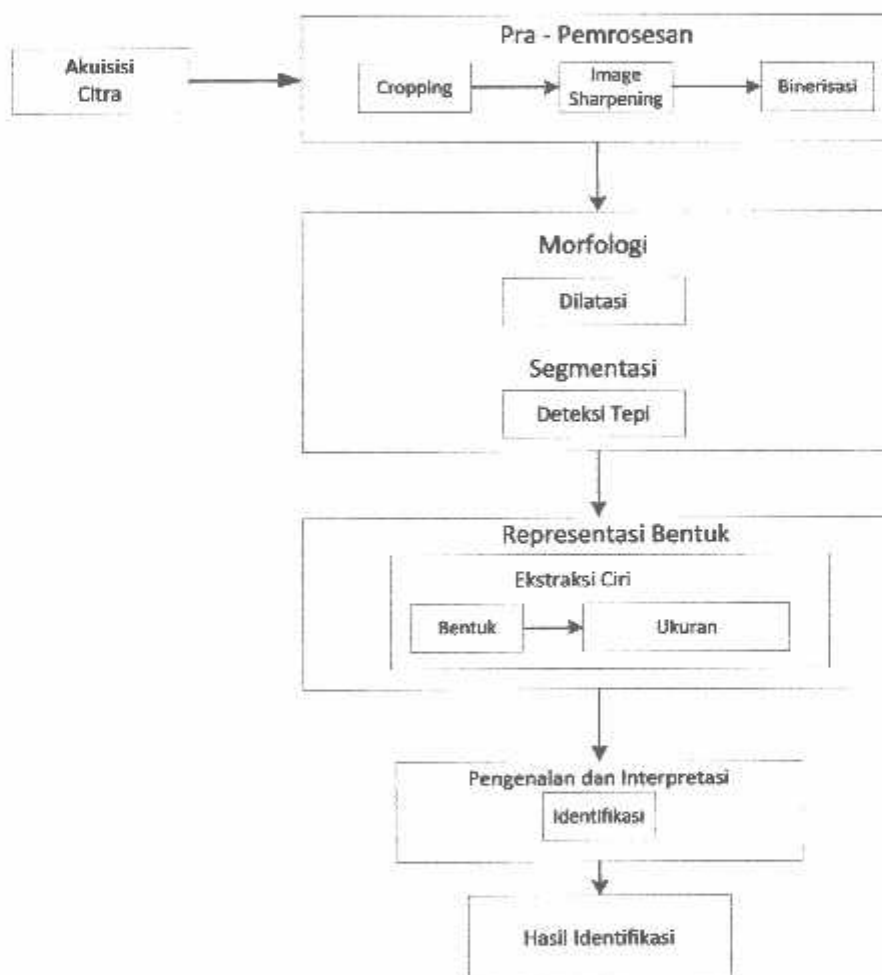 Pra - Pemrosesan
Akuisisi
Citra
Cropping
Image
Sharpening
Binerisasi
Morfologi
Dilatasi
Segmentasi
Deteksi Tepi
Representasi Bentuk
Ekstraksi Ciri
Bentuk
Ukuran
Pengenalan dan Interpretasi
Identifikasi
Hasil Identifikasi